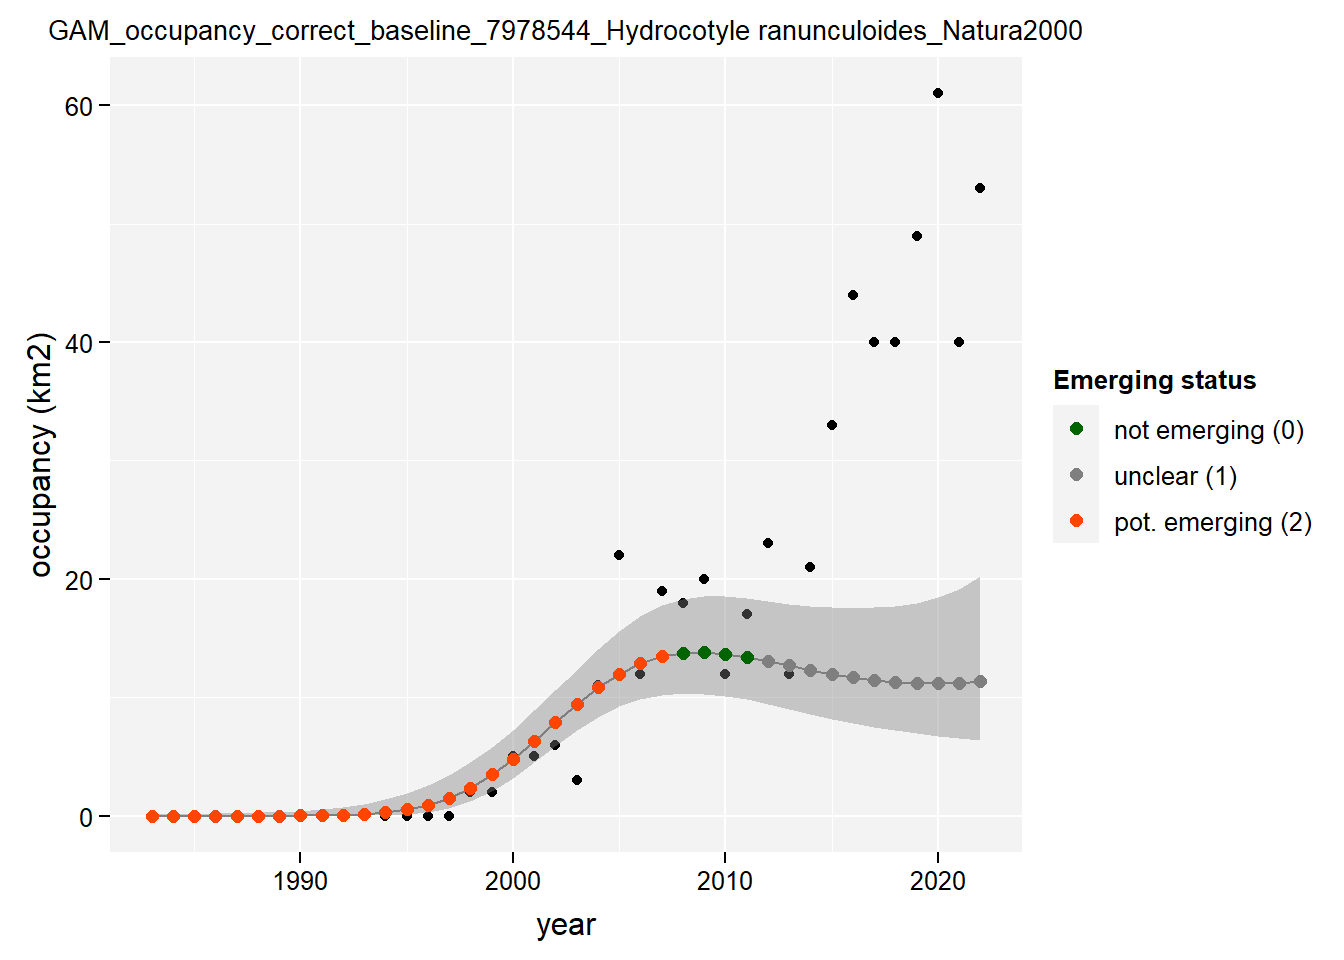 GAM_occupancy_correct_baseline_7978544_Hydrocotyle ranunculoides_Natura2000
60
40
20
0
occupancy (km2)
1990
2000
2010
2020
year
Emerging status
not emerging (0)
unclear (1)
pot. emerging (2)